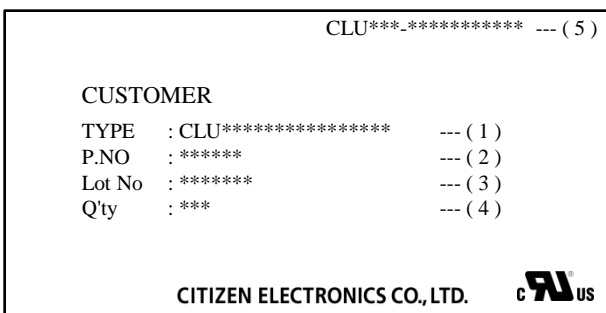 CLU***-*********** --- ( 5 )
CUSTOMER
TYPE : CLU**************** --- ( 1 )
P.NO : ****** --- ( 2 )
Lot No : ******* --- ( 3 )
Q'ty : *** --- ( 4 )
CITIZEN ELECTRONICS CO., LTD. c RU ® US